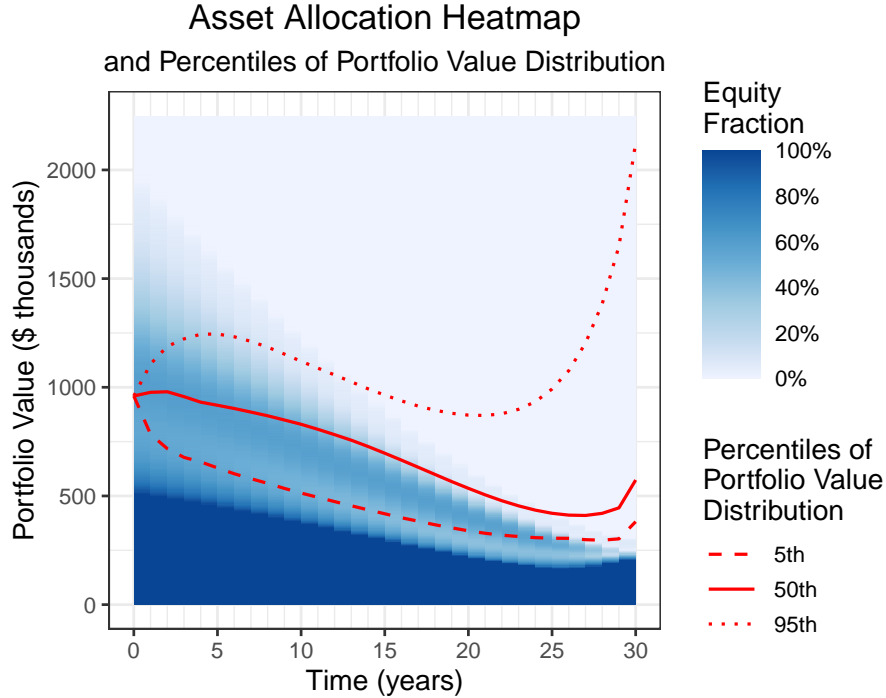 Asset Allocation Heatmap
and Percentiles of Portfolio Value Distribution
Portfolio Value ($ thousands)
2000
1500
1000
500
0
0
5
10
15
20
25
30
Time (years)
Equity
Fraction
100%
80%
60%
40%
20%
0%
Percentiles of
Portfolio Value
Distribution
5th
50th
95th